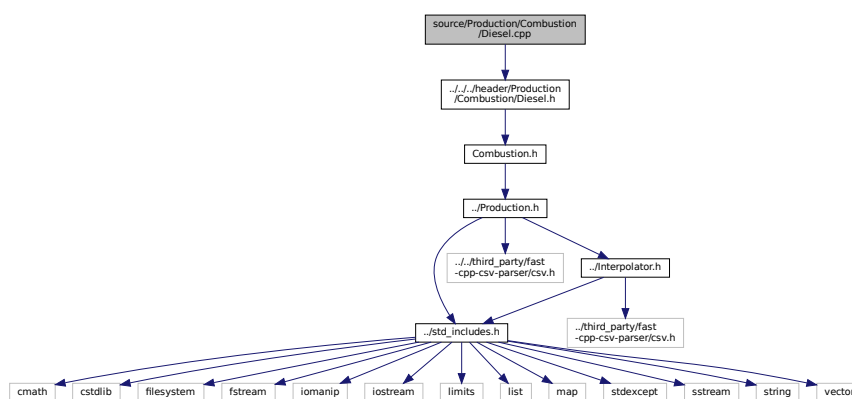 source/Production/Combustion
/Diesel.cpp
../../../header/Production
/Combustion/Diesel.h
Combustion.h
../Production.h
../../third_party/fast
-cpp-csv-parser/csv.h
../Interpolator.h
../std_includes.h
../third_party/fast
-cpp-csv-parser/csv.h
cmath
cstdlib
filesystem
fstream
iomanip
iostream
limits
list
map
stdexcept
sstream
string
vector